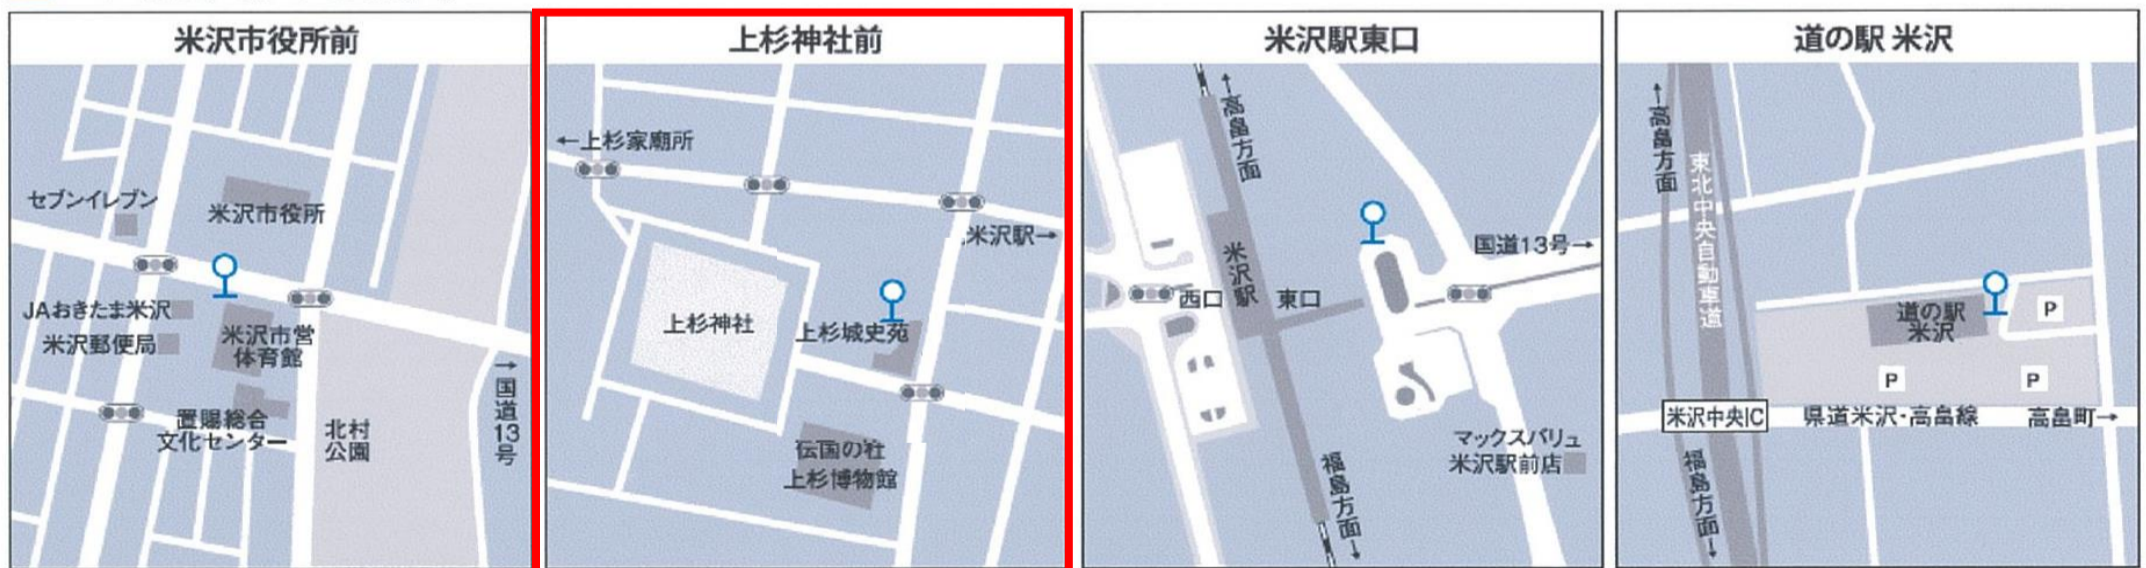 米沢市役所前
セブンイレブン
米沢市役所
JAおきたま米沢
米沢郵便局
米沢市営
体育館
置賜総合
文化センター
北村
公園
→国道13号
上杉神社前
←上杉家廟所
米沢駅→
上杉神社
上杉城史苑
伝国の杜
上杉博物館
米沢駅東口
←高畠方面
国道13号→
米沢駅
西口
東口
マックスバリュ
米沢駅前店
福島方面→
道の駅 米沢
←高畠方面
東北中央自動車道
道の駅
米沢
P
P
P
米沢中央IC
県道米沢・高畠線
高畠町→
福島方面→